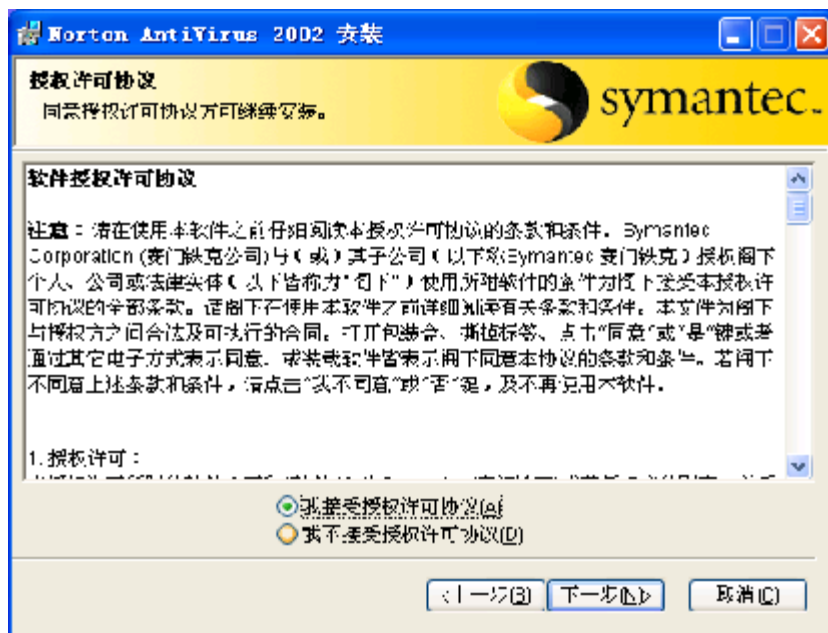 Norton AntiVirus 2002 安装
授权许可协议
同意授权许可协议方可继续安装。
symantec.
软件授权许可协议
注意：请在使用本软件之前仔细阅读本授权许可协议的条款和条件。Symantec
Corporation (赛门铁克公司)与（或）其子公司（以下称Symantec 赛门铁克）授权阁下
个人、公司或法律实体（以下皆称为“阁下”）使用所附软件的条件为阁下接受本授权许
可协议的全部条款。请阁下在使用本软件之前详细阅读有关条款和条件。本文件为阁下
与授权方之间合法及可执行的合同。打开包装盒、撕掉标签、点击“同意”或“是”键或者
通过其它电子方式表示同意、或装载软件皆表示阁下同意本协议的条款和条件。若阁下
不同意上述条款和条件，请点击“我不同意”或“否”键，及不再使用本软件。
1. 授权许可：
我接受授权许可协议(A)
我不接受授权许可协议(D)
<上一步(B)
下一步(N)>
取消(C)